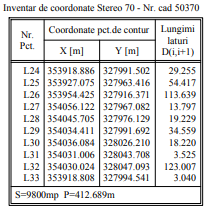 Inventar de coordonate Stereo 70 - Nr. cad 50370
Nr. Pct. Coordonate pct.de contur Lungimi laturi D(i,i+1)
X [m] Y [m]
L24 353918.886 327991.502 29.255
L25 353927.075 327963.416 54.417
L26 353954.425 327916.371 113.639
L27 354056.122 327967.082 13.797
L28 354045.705 327976.129 19.229
L29 354034.411 327991.692 34.559
L30 354036.084 328026.210 18.220
L31 354031.006 328043.708 3.525
L32 354030.024 328047.093 123.007
L33 353918.808 327994.541 3.040
S=9800mp P=412.689m